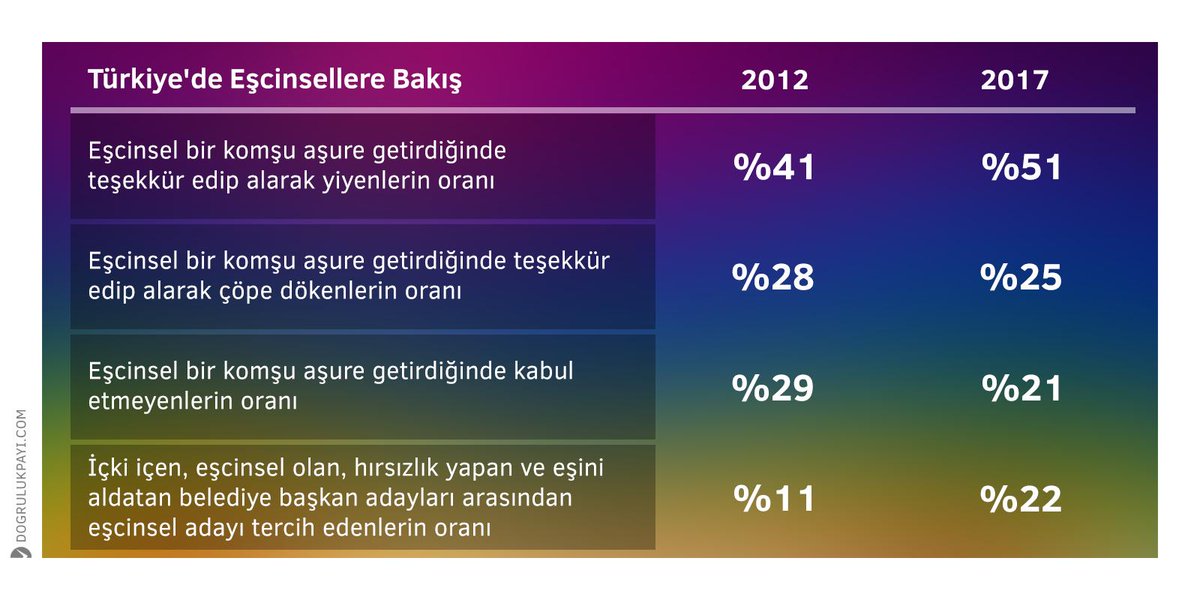 Türkiye'de Eşcinsellere Bakış 2012 2017
Eşcinsel bir komşu aşure getirdiğinde
teşekkür edip alarak yiyenlerin oranı
%41 %51
Eşcinsel bir komşu aşure getirdiğinde teşekkür
edip alarak çöpe dökenlerin oranı
%28 %25
Eşcinsel bir komşu aşure getirdiğinde kabul
etmeyenlerin oranı
%29 %21
İçki içen, eşcinsel olan, hırsızlık yapan ve eşini
aldatan belediye başkan adayları arasından
eşcinsel adayı tercih edenlerin oranı
%11 %22
DOGRULUKPAYI.COM